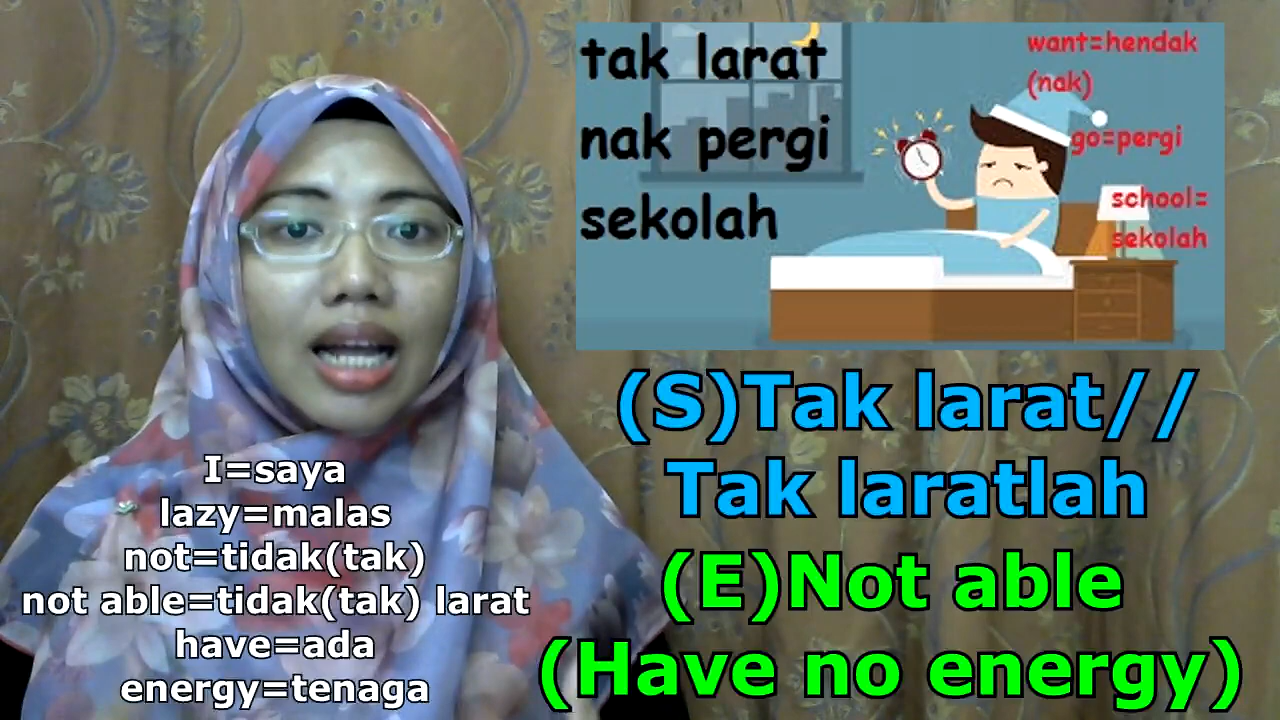 tak larat
nak pergi
sekolah
want=hendak
(nak)
go=pergi
school=
sekolah
(S)Tak larat//
Tak laratlah
(E)Not able
(Have no energy)
I=saya
lazy=malas
not=tidak(tak)
not able=tidak(tak) larat
have=ada
energy=tenaga